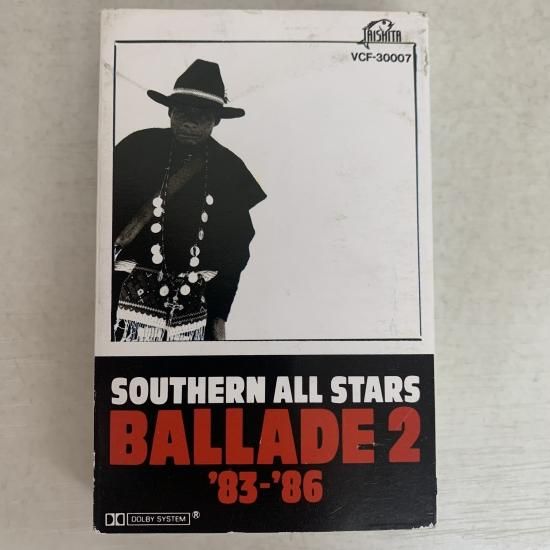 TAISHITA
VCF-30007
SOUTHERN ALL STARS
BALLADE 2
'83-'86
DOLBY SYSTEM ®